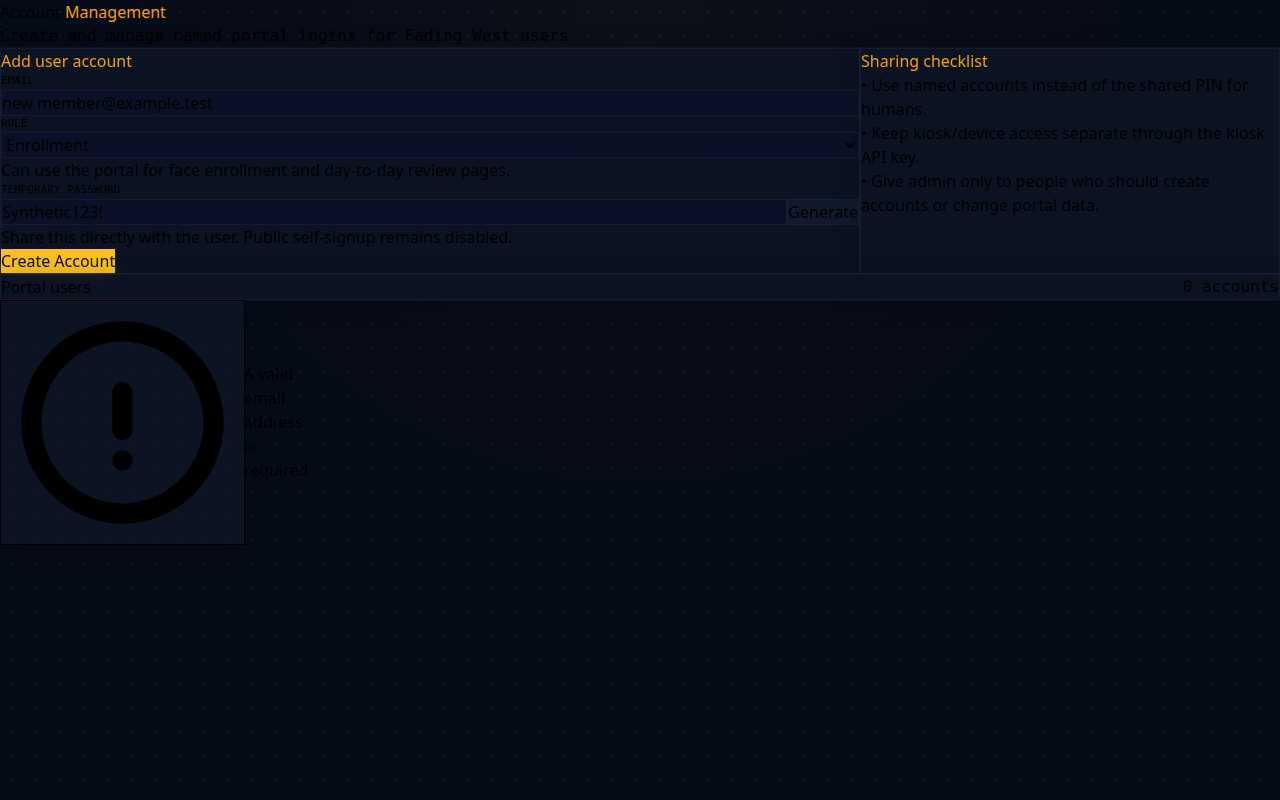 Account Management
Create and manage named portal logins for Fading West users
Add user account
EMAIL
new member@example.test
ROLE
Enrollment
Can use the portal for face enrollment and day-to-day review pages.
TEMPORARY PASSWORD
Synthetic123!
Generate
Share this directly with the user. Public self-signup remains disabled.
Create Account
Sharing checklist
• Use named accounts instead of the shared PIN for
humans.
• Keep kiosk/device access separate through the kiosk
API key.
• Give admin only to people who should create
accounts or change portal data.
Portal users
0 accounts
A valid
email
address
is
required